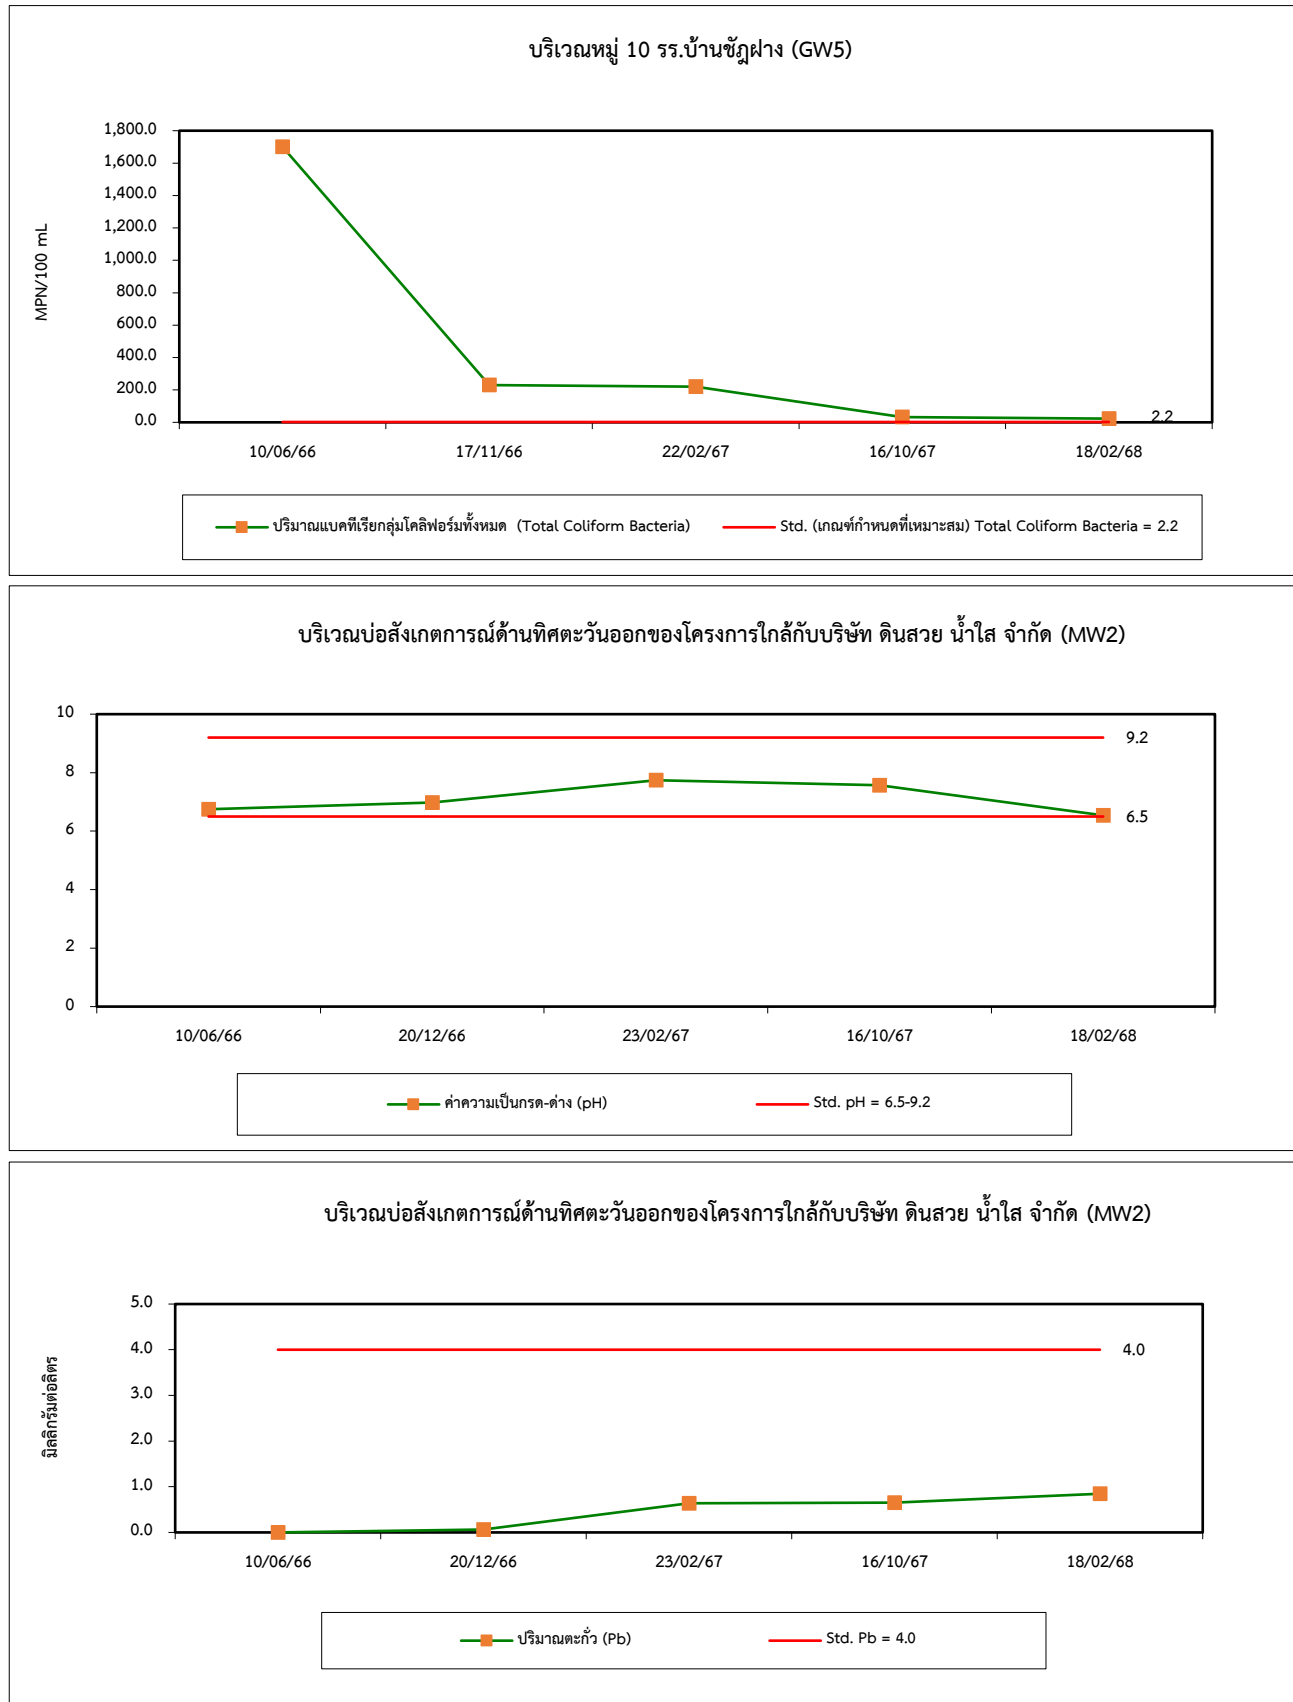 บริเวณหมู่ 10 รร.บ้านชัฎฝาง (GW5)
MPN/100 mL
1,800.0
1,600.0
1,400.0
1,200.0
1,000.0
800.0
600.0
400.0
200.0
0.0
2.2
10/06/66 17/11/66 22/02/67 16/10/67 18/02/68
ปริมาณแบคทีเรียกลุ่มโคลิฟอร์มทั้งหมด (Total Coliform Bacteria) Std. (เกณฑ์กำหนดที่เหมาะสม) Total Coliform Bacteria = 2.2
บริเวณบ่อสังเกตการณ์ด้านทิศตะวันออกของโครงการใกล้กับบริษัท ดินสวย น้ำใส จำกัด (MW2)
10
8
6
4
2
0
9.2
6.5
10/06/66 20/12/66 23/02/67 16/10/67 18/02/68
ค่าความเป็นกรด-ด่าง (pH) Std. pH = 6.5-9.2
บริเวณบ่อสังเกตการณ์ด้านทิศตะวันออกของโครงการใกล้กับบริษัท ดินสวย น้ำใส จำกัด (MW2)
มิลลิกรัมต่อลิตร
5.0
4.0
3.0
2.0
1.0
0.0
4.0
10/06/66 20/12/66 23/02/67 16/10/67 18/02/68
ปริมาณตะกั่ว (Pb) Std. Pb = 4.0